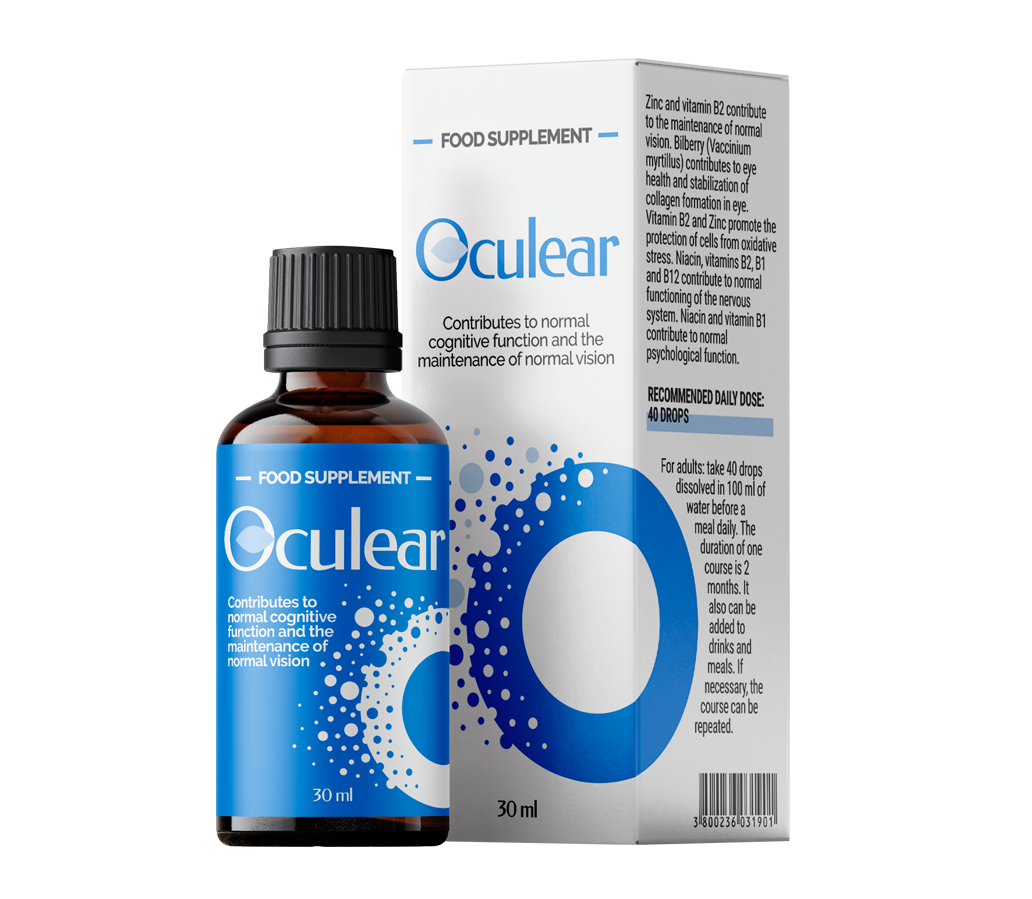 FOOD SUPPLEMENT
Oculear
Contributes to normal
cognitive function and the
maintenance of normal vision
30 ml
Zinc and vitamin B2 contribute
to the maintenance of normal
vision. Bilberry (Vaccinium
myrtillus) contributes to eye
health and stabilization of
collagen formation in eye.
Vitamin B2 and Zinc promote the
protection of cells from oxidative
stress. Niacin, vitamins B2, B1
and B12 contribute to normal
functioning of the nervous
system. Niacin and vitamin B1
contribute to normal
psychological function.
RECOMMENDED DAILY DOSE:
40 DROPS
For adults: take 40 drops
dissolved in 100 ml of
water before a
meal daily. The
duration of one
course is 2
months. It
also can be
added to
drinks and
meals. If
necessary, the
course can be
repeated.
3 800236 031901
FOOD SUPPLEMENT
Oculear
Contributes to
normal cognitive
function and the
maintenance of
normal vision
30 ml